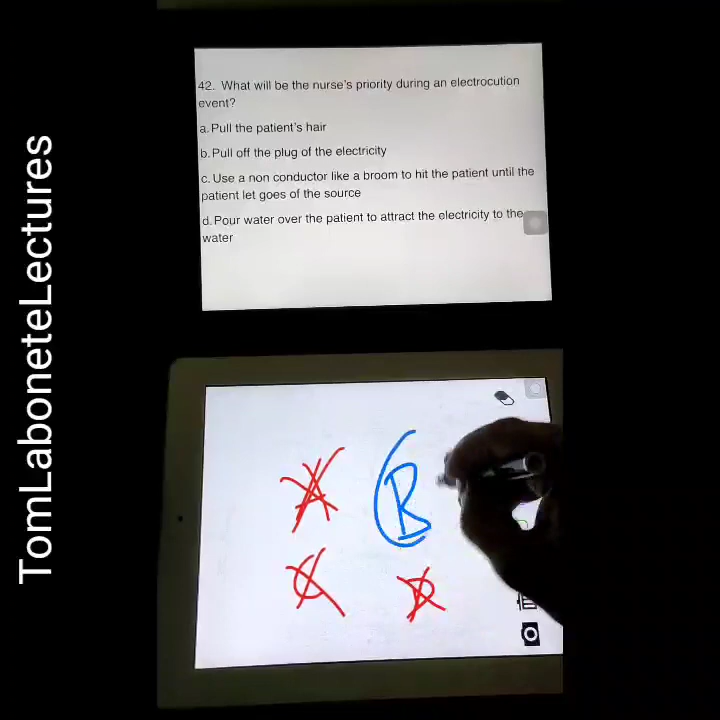 TomLaboneteLectures
42. What will be the nurse's priority during an electrocution
event?
a. Pull the patient's hair
b. Pull off the plug of the electricity
c. Use a non conductor like a broom to hit the patient until the
patient let goes of the source
d. Pour water over the patient to attract the electricity to the
water
A B
C D